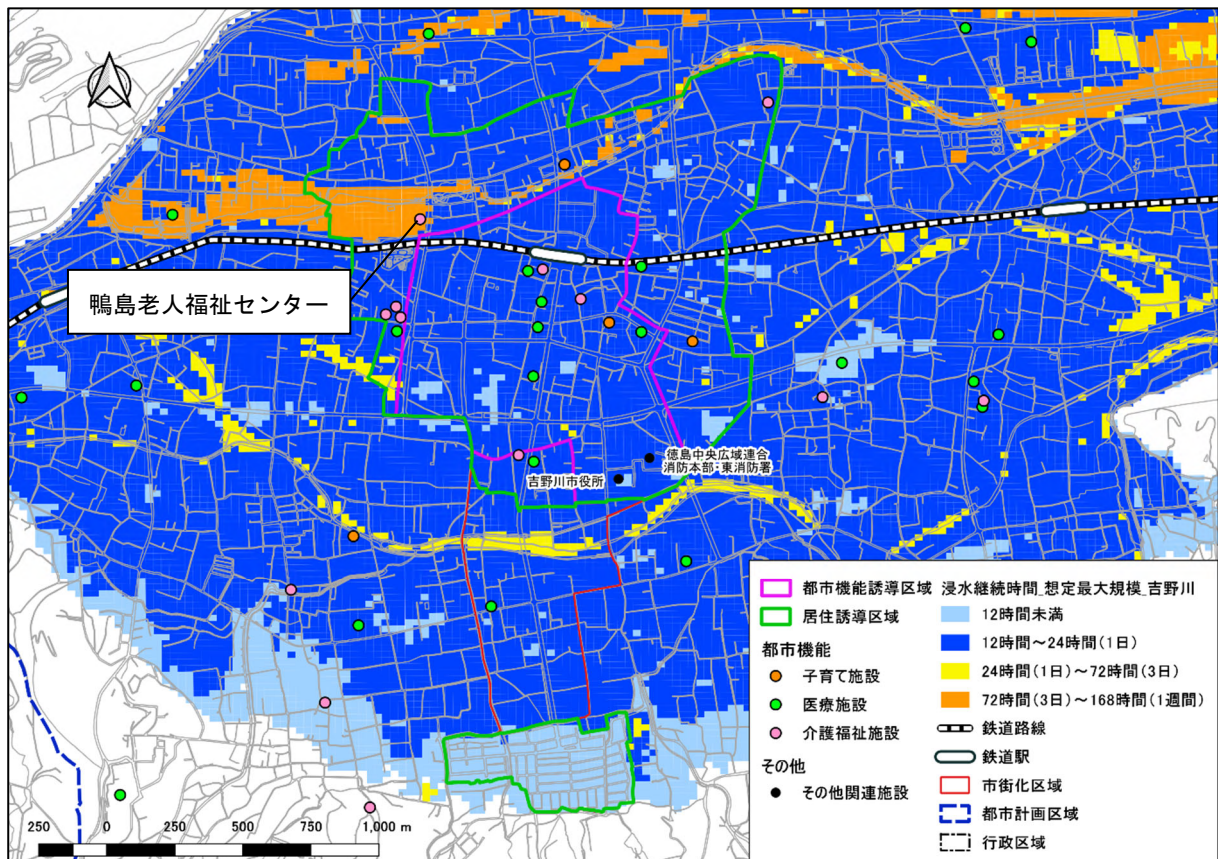 鴨島老人福祉センター
徳島中央広域連合
消防本部・東消防署
吉野川市役所
都市機能誘導区域
居住誘導区域
都市機能
子育て施設
医療施設
介護福祉施設
その他
その他関連施設
浸水継続時間_想定最大規模_吉野川
12時間未満
12時間~24時間(1日)
24時間(1日)~72時間(3日)
72時間(3日)~168時間(1週間)
鉄道路線
鉄道駅
市街化区域
都市計画区域
行政区域
250 0 250 500 750 1,000 m